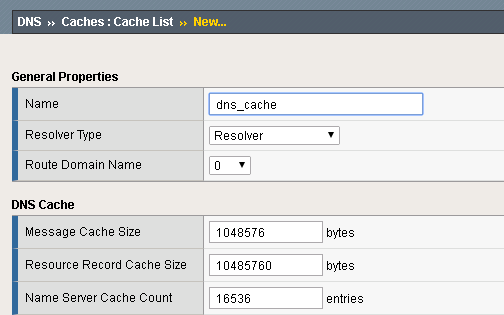 DNS ›› Caches : Cache List ›› New...
General Properties
Name dns_cache
Resolver Type Resolver
Route Domain Name 0
DNS Cache
Message Cache Size 1048576 bytes
Resource Record Cache Size 10485760 bytes
Name Server Cache Count 16536 entries